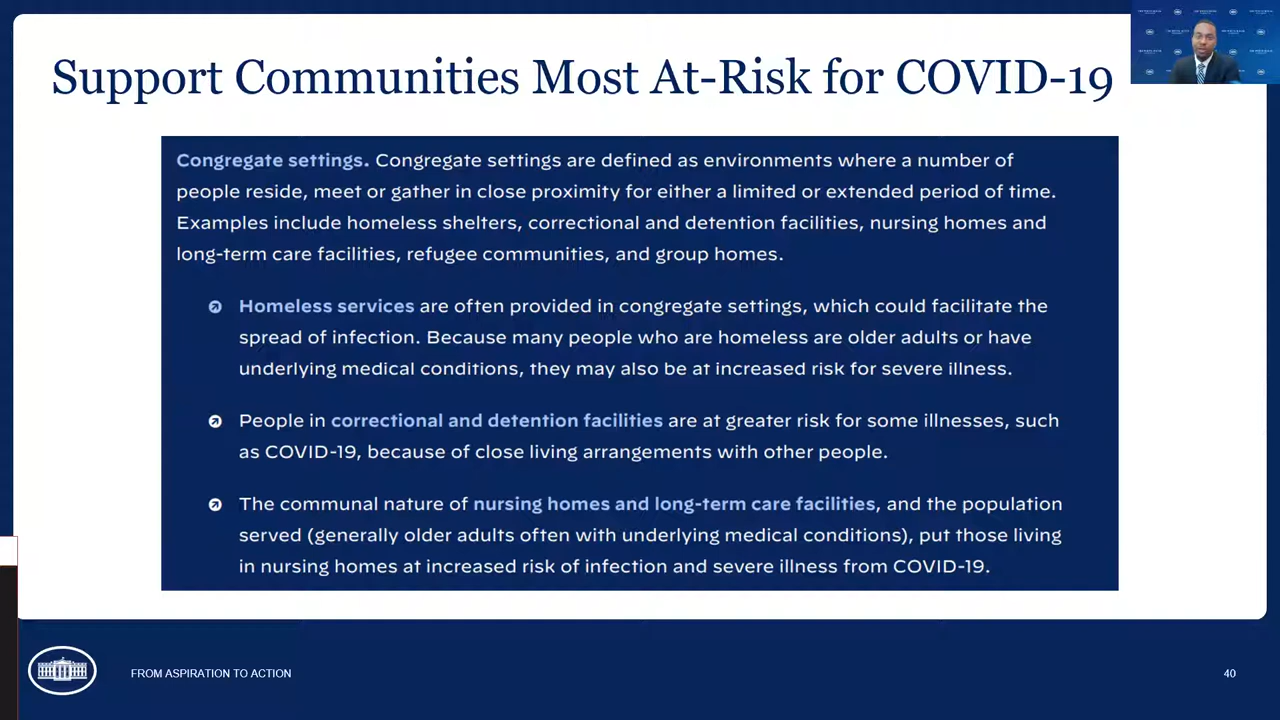 Support Communities Most At-Risk for COVID-19
Congregate settings. Congregate settings are defined as environments where a number of
people reside, meet or gather in close proximity for either a limited or extended period of time.
Examples include homeless shelters, correctional and detention facilities, nursing homes and
long-term care facilities, refugee communities, and group homes.
Homeless services are often provided in congregate settings, which could facilitate the
spread of infection. Because many people who are homeless are older adults or have
underlying medical conditions, they may also be at increased risk for severe illness.
People in correctional and detention facilities are at greater risk for some illnesses, such
as COVID-19, because of close living arrangements with other people.
The communal nature of nursing homes and long-term care facilities, and the population
served (generally older adults often with underlying medical conditions), put those living
in nursing homes at increased risk of infection and severe illness from COVID-19.
FROM ASPIRATION TO ACTION
40